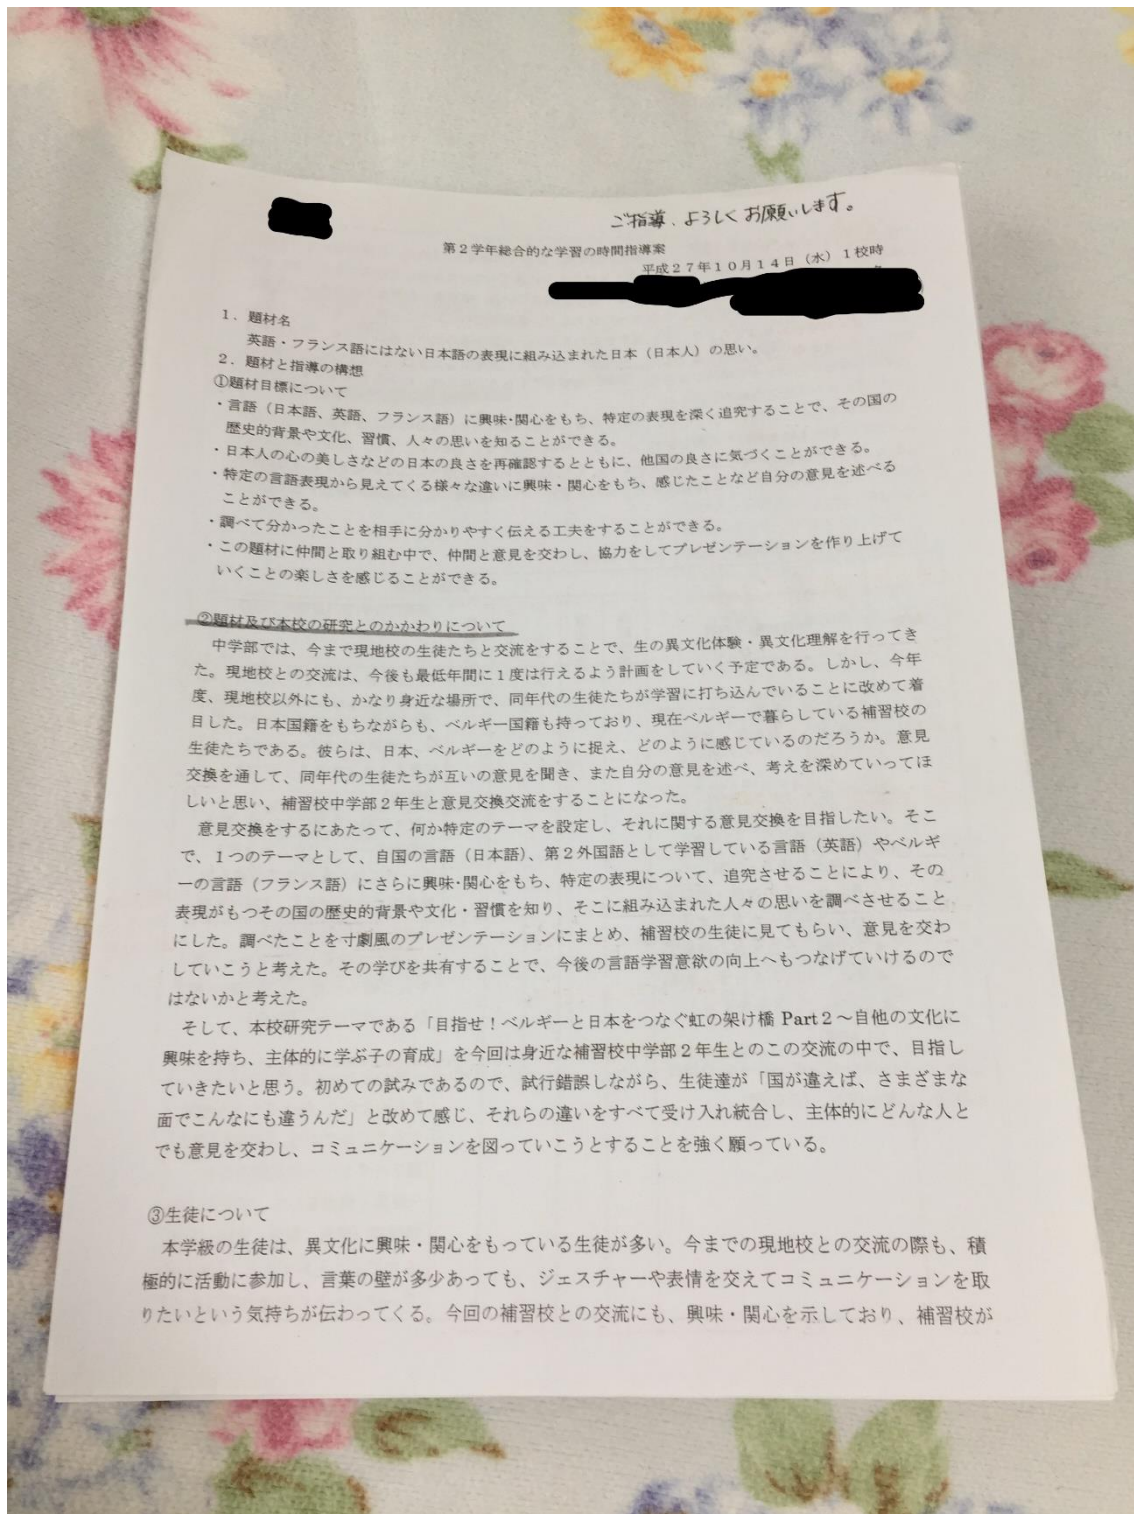 ご指導、よろしくお願いします。
第2学年総合的な学習の時間指導案
平成27年10月14日（水）1校時
1．題材名
英語・フランス語にはない日本語の表現に組み込まれた日本（日本人）の思い。
2．題材と指導の構想
①題材目標について
・言語（日本語、英語、フランス語）に興味・関心をもち、特定の表現を深く追究することで、その国の
歴史的背景や文化、習慣、人々の思いを知ることができる。
・日本人の心の美しさなどの日本の良さを再確認するとともに、他国の良さに気づくことができる。
・特定の言語表現から見えてくる様々な違いに興味・関心をもち、感じたことなど自分の意見を述べる
ことができる。
・調べて分かったことを相手に分かりやすく伝える工夫をすることができる。
・この題材に仲間と取り組む中で、仲間と意見を交わし、協力をしてプレゼンテーションを作り上げて
いくことの楽しさを感じることができる。
②題材及び本校の研究とのかかわりについて
中学部では、今まで現地校の生徒たちと交流をすることで、生の異文化体験・異文化理解を行ってき
た。現地校との交流は、今後も最低年間に1度は行えるよう計画をしていく予定である。しかし、今年
度、現地校以外にも、かなり身近な場所で、同年代の生徒たちが学習に打ち込んでいることに改めて着
目した。日本国籍をもちながらも、ベルギー国籍も持っており、現在ベルギーで暮らしている補習校の
生徒たちである。彼らは、日本、ベルギーをどのように捉え、どのように感じているのだろうか。意見
交換を通して、同年代の生徒たちが互いの意見を聞き、また自分の意見を述べ、考えを深めていってほ
しいと思い、補習校中学部2年生と意見交換交流をすることになった。
意見交換をするにあたって、何か特定のテーマを設定し、それに関する意見交換を目指したい。そこ
で、1つのテーマとして、自国の言語（日本語）、第2外国語として学習している言語（英語）やベルギ
ーの言語（フランス語）にさらに興味・関心をもち、特定の表現について、追究させることにより、その
表現がもつその国の歴史的背景や文化・習慣を知り、そこに組み込まれた人々の思いを調べさせること
にした。調べたことを寸劇風のプレゼンテーションにまとめ、補習校の生徒に見てもらい、意見を交わ
していこうと考えた。その学びを共有することで、今後の言語学習意欲の向上へもつなげていけるので
はないかと考えた。
そして、本校研究テーマである「目指せ！ベルギーと日本をつなぐ虹の架け橋 Part2～自他の文化に
興味を持ち、主体的に学ぶ子の育成」を今回は身近な補習校中学部2年生とのこの交流の中で、目指し
ていきたいと思う。初めての試みであるので、試行錯誤しながら、生徒達が「国が違えば、さまざまな
面でこんなにも違うんだ」と改めて感じ、それらの違いをすべて受け入れ統合し、主体的にどんな人と
でも意見を交わし、コミュニケーションを図っていこうとすることを強く願っている。
③生徒について
本学級の生徒は、異文化に興味・関心をもっている生徒が多い。今までの現地校との交流の際も、積
極的に活動に参加し、言葉の壁が多少あっても、ジェスチャーや表情を交えてコミュニケーションを取
りたいという気持ちが伝わってくる。今回の補習校との交流にも、興味・関心を示しており、補習校が